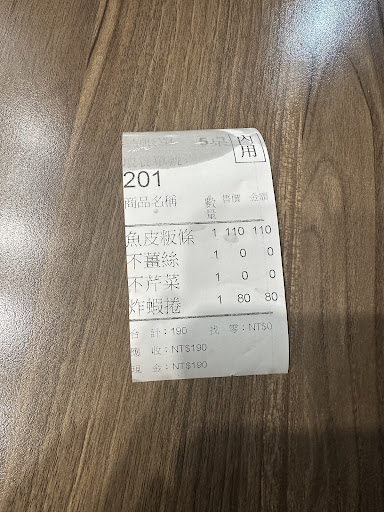 內用
201
商品名稱 數量 售價 金額
魚皮粄條 1 110 110
不薑絲 1 0 0
不芹菜 1 0 0
炸蝦捲 1 80 80
合 計:190 找 零:NT$0
應 收:NT$190
現 金:NT$190